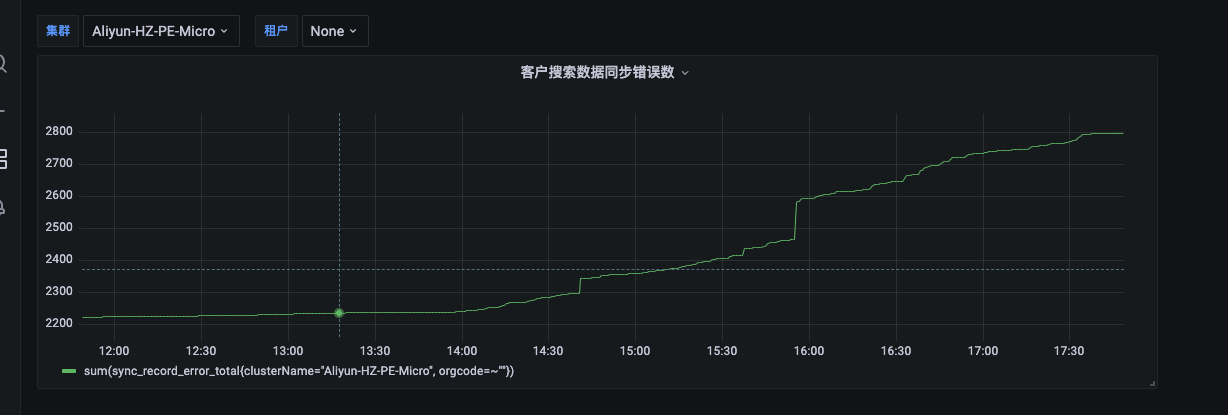 集群 Aliyun-HZ-PE-Micro 租户 None
客户搜索数据同步错误数
2800
2700
2600
2500
2400
2300
2200
12:00 12:30 13:00 13:30 14:00 14:30 15:00 15:30 16:00 16:30 17:00 17:30
sum(sync_record_error_total{clusterName="Aliyun-HZ-PE-Micro", orgcode=~""})